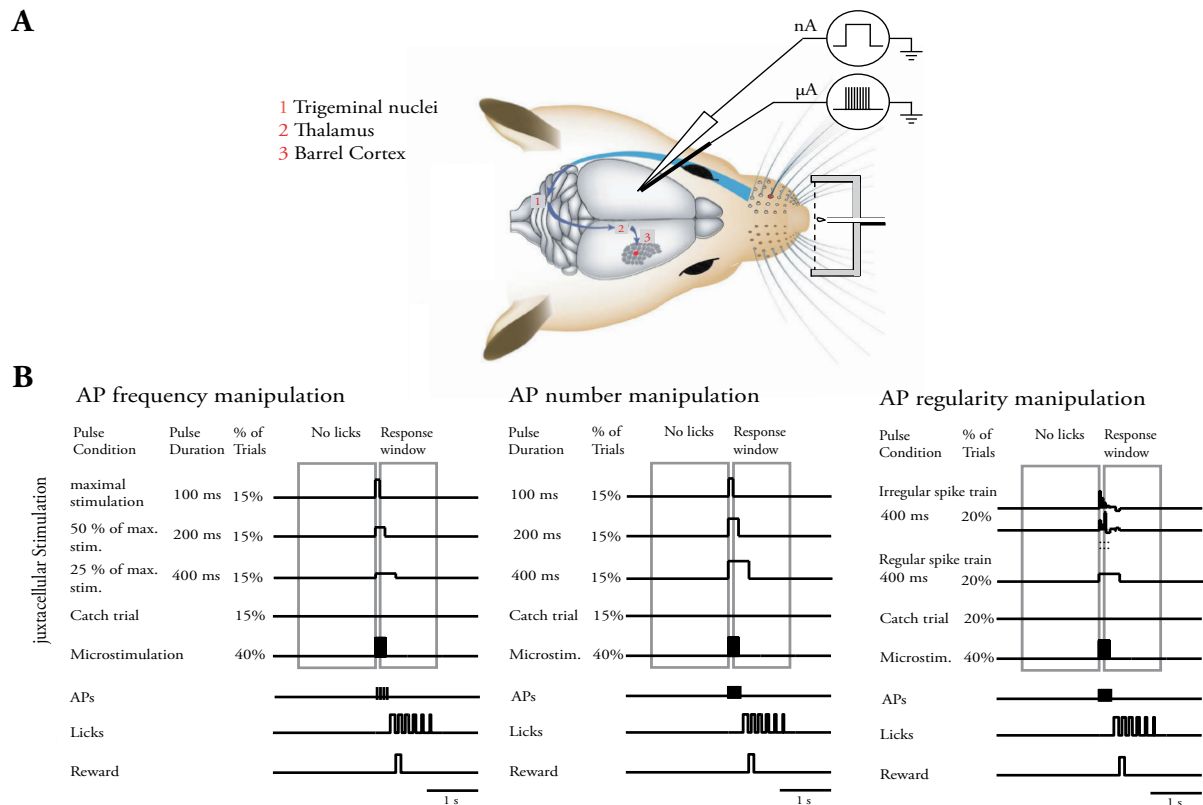 A
nA
μA
1 Trigeminal nuclei
2 Thalamus
3 Barrel Cortex
1
2
3
B
juxtacellular Stimulation
AP frequency manipulation
Pulse Condition
Pulse Duration
% of Trials
No licks
Response window
maximal stimulation 100 ms 15%
50 % of max. stim. 200 ms 15%
25 % of max. stim. 400 ms 15%
Catch trial 15%
Microstimulation 40%
APs
Licks
Reward
1 s
AP number manipulation
Pulse Duration
% of Trials
No licks
Response window
100 ms 15%
200 ms 15%
400 ms 15%
Catch trial 15%
Microstim. 40%
APs
Licks
Reward
1 s
AP regularity manipulation
Pulse Condition
% of Trials
No licks
Response window
Irregular spike train
400 ms 20%
Regular spike train
400 ms 20%
Catch trial 20%
Microstim. 40%
APs
Licks
Reward
1 s